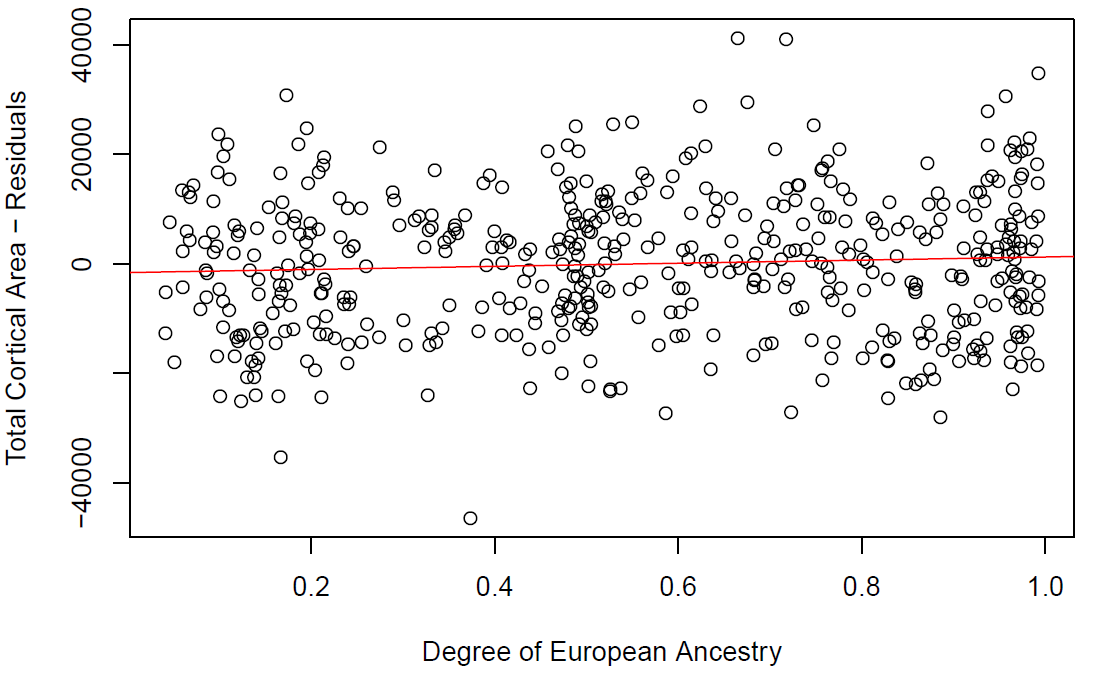 Total Cortical Area − Residuals
40000
20000
0
−40000
0.2 0.4 0.6 0.8 1.0
Degree of European Ancestry